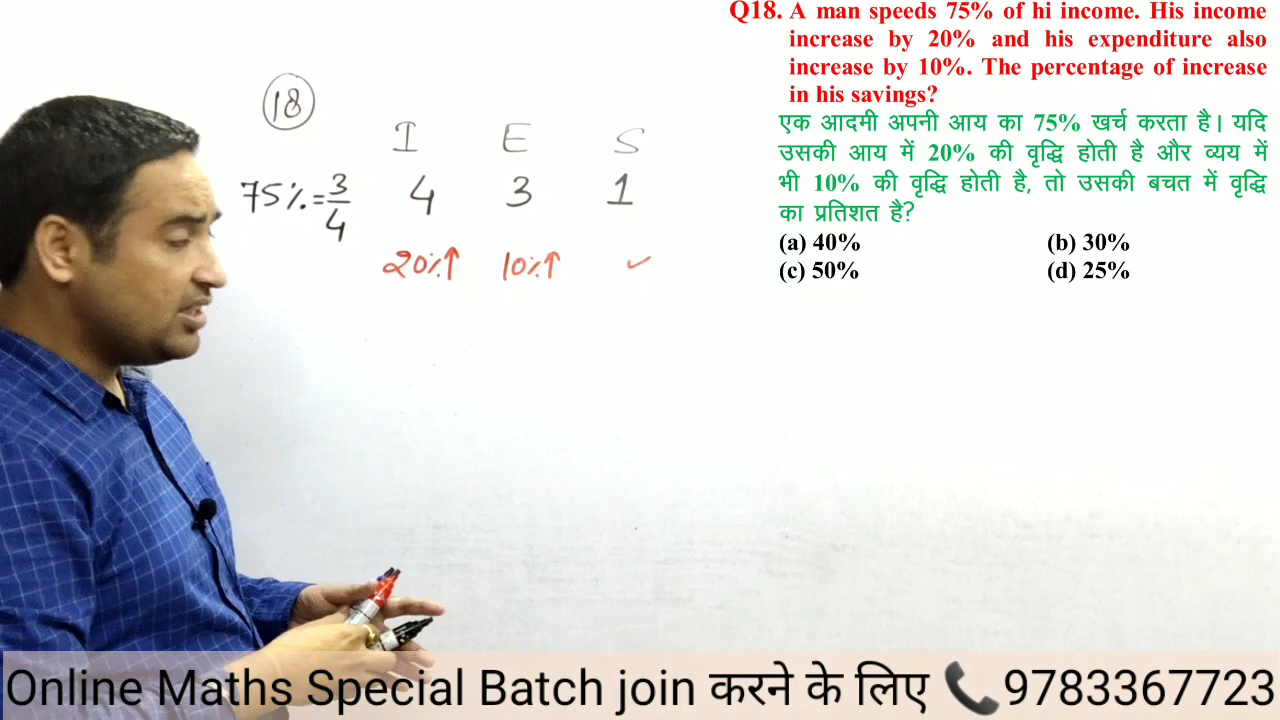 Q18. A man speeds 75% of hi income. His income
increase by 20% and his expenditure also
increase by 10%. The percentage of increase
in his savings?
एक आदमी अपनी आय का 75% खर्च करता है। यदि
उसकी आय में 20% की वृद्धि होती है और व्यय में
भी 10% की वृद्धि होती है, तो उसकी बचत में वृद्धि
का प्रतिशत है?
(a) 40% (b) 30%
(c) 50% (d) 25%
18
I E S
75%=3/4 4 3 1
20%↑ 10%↑ ✓
Online Maths Special Batch join करने के लिए 📞9783367723